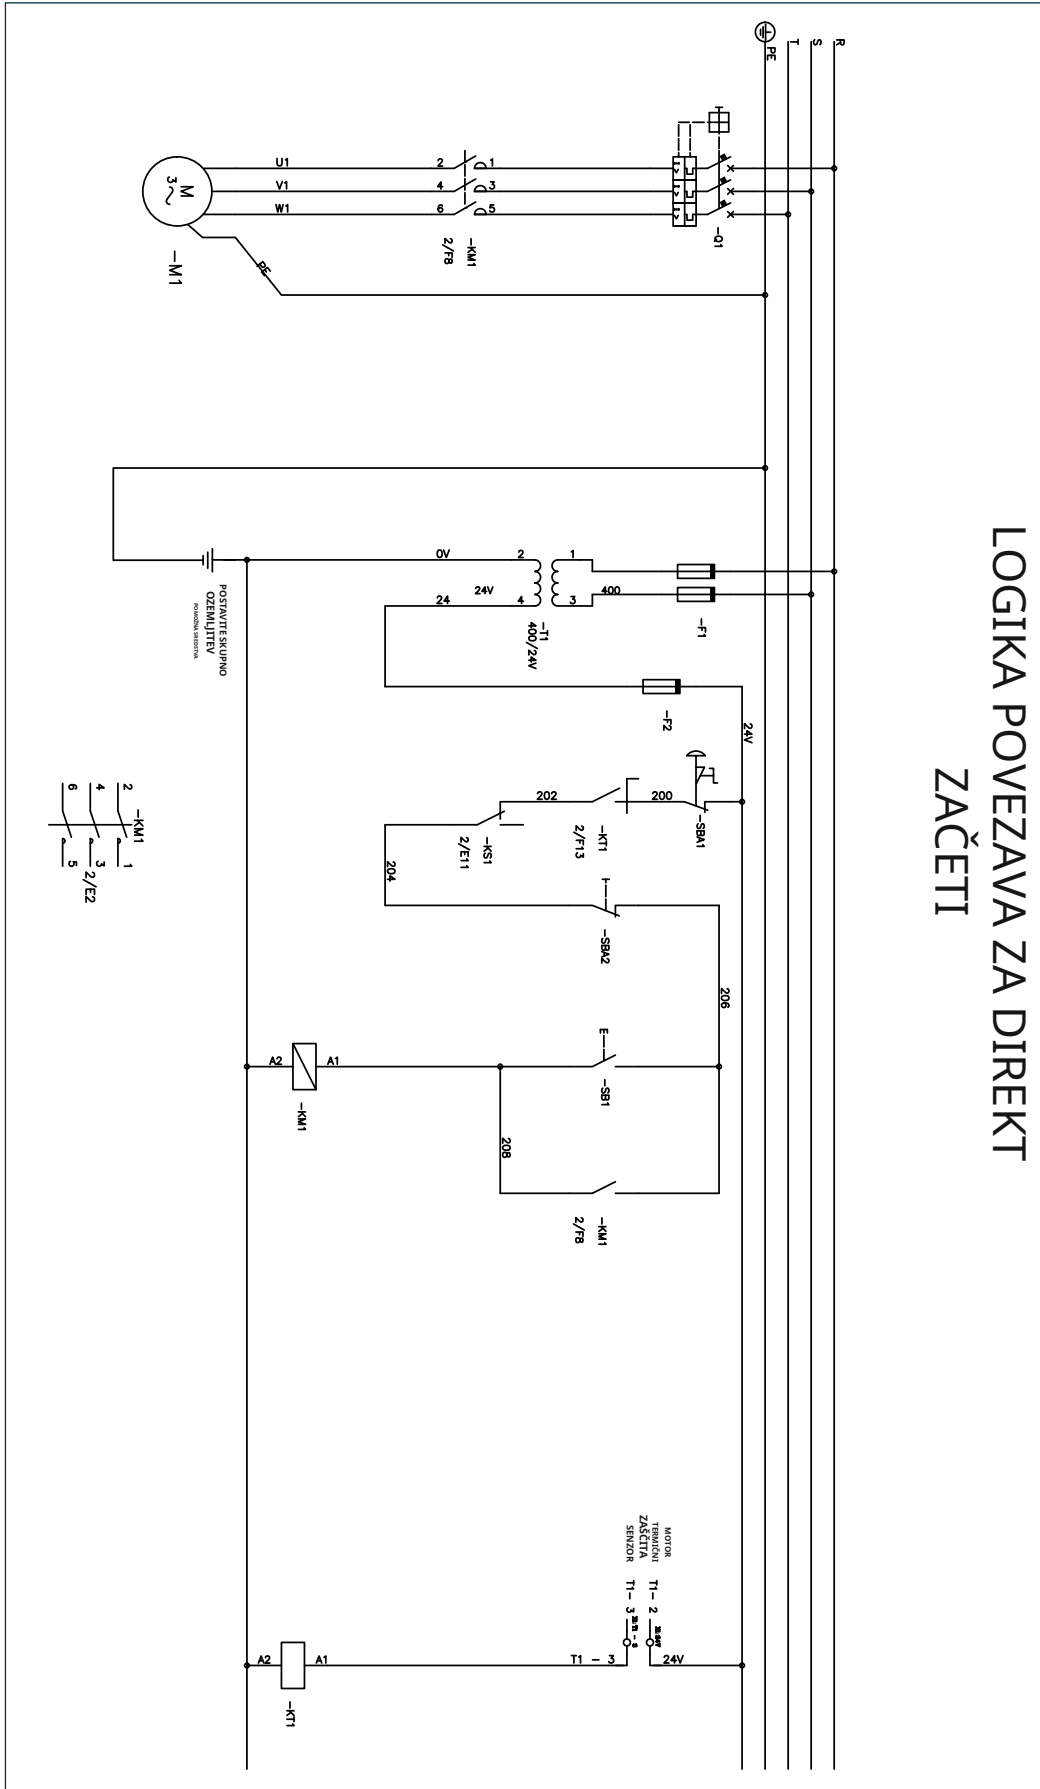 LOGIKA POVEZAVA ZA DIREKT
ZAČETI
R
S
T
PE
-Q1
1
3
5
2
4
6
-KM1
2/F8
U1
V1
W1
PE
M
3
-M1
-F1
400
1
3
-T1
400/24V
2
4
0V
24V
24
POSTAVITE SKUPNO
OZEMLJITEV
-F2
24V
-SBA1
200
-KT1
2/F13
202
-KS1
2/E11
204
-SBA2
206
E
-SB1
208
-KM1
2/F8
A1
A2
-KM1
-KM1
2/E2
2
4
6
1
3
5
MOTOR
TERMIČNI
ZAŠČITA
SENZOR
T1- 2
T1- 3
24V
T1 - 3
A1
A2
-KT1